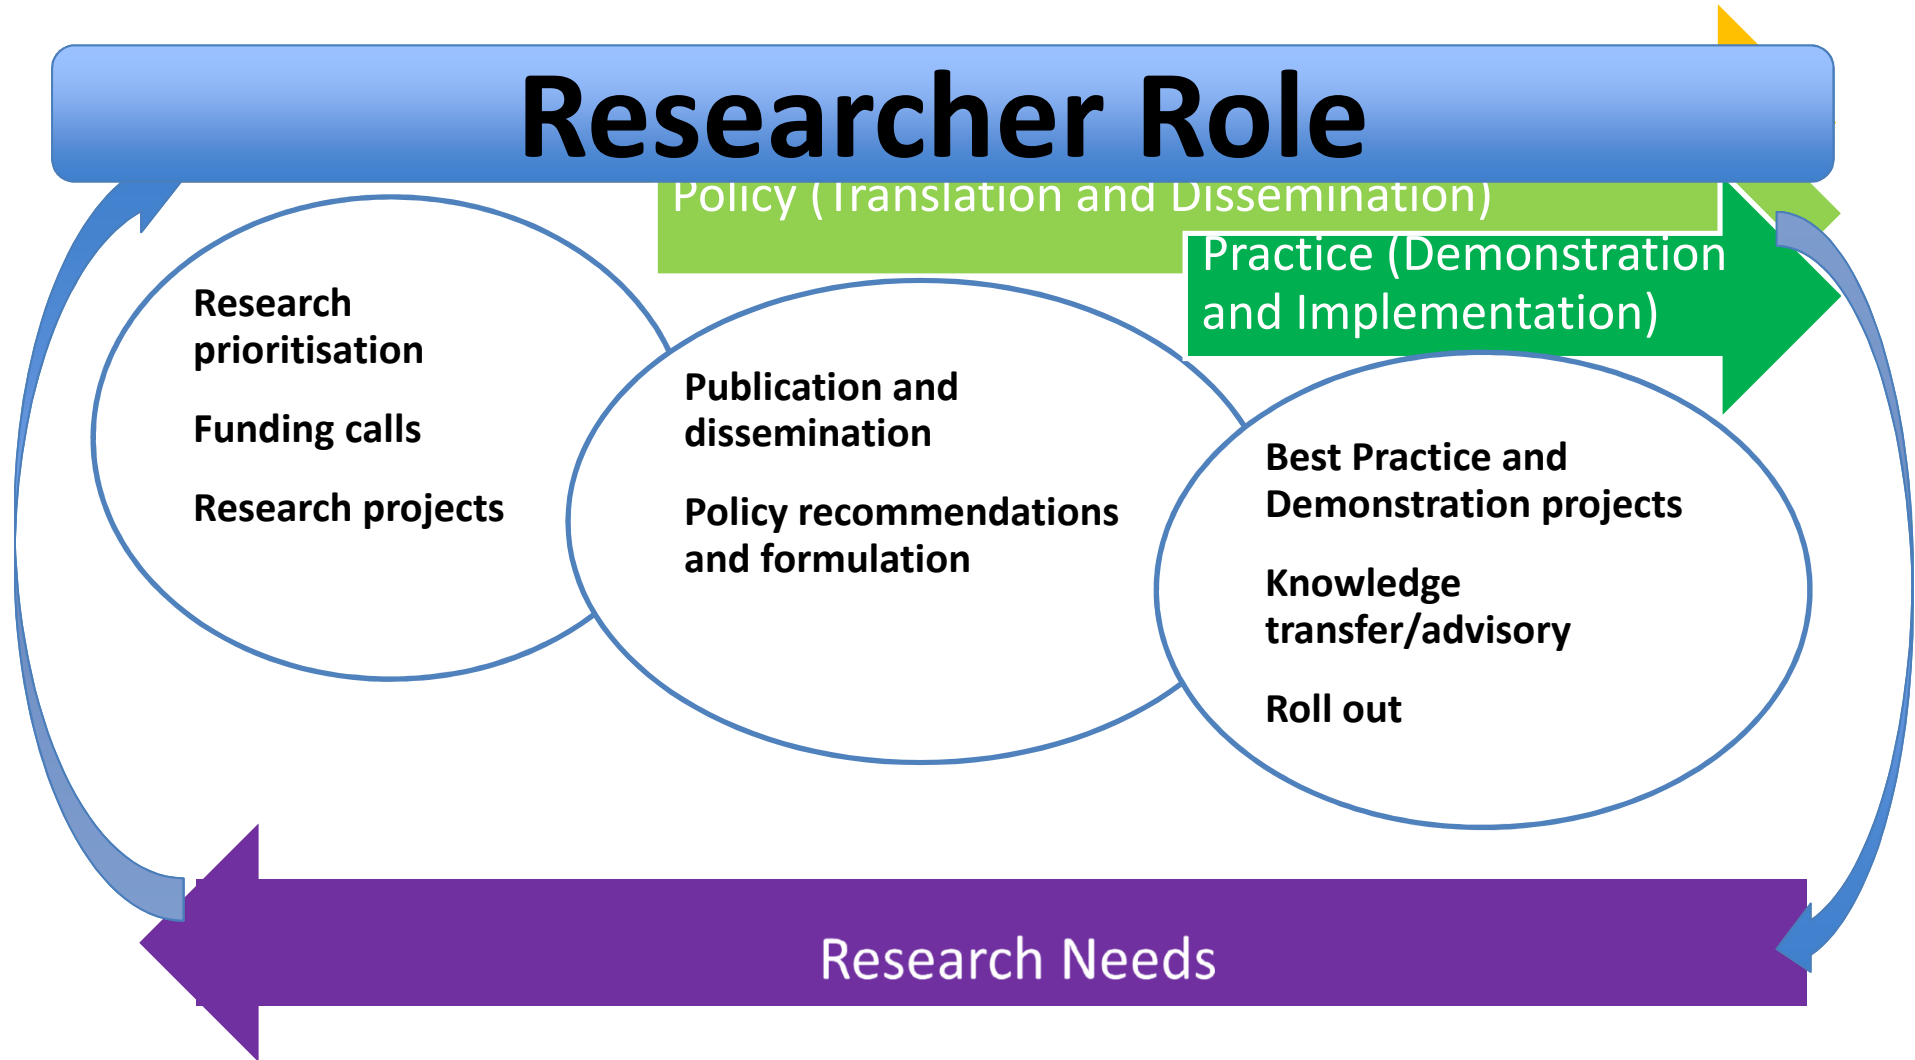 Researcher Role
Policy (Translation and Dissemination)
Practice (Demonstration
and Implementation)
Research
prioritisation
Funding calls
Research projects
Publication and
dissemination
Policy recommendations
and formulation
Best Practice and
Demonstration projects
Knowledge
transfer/advisory
Roll out
Research Needs